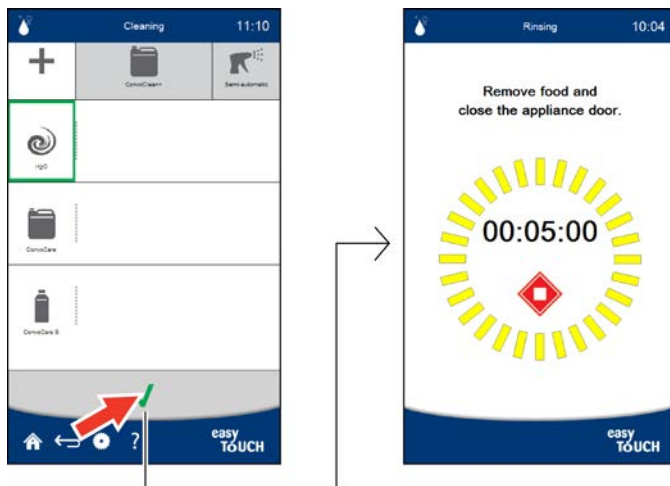 Cleaning 11:10
ConvoClean+
Semi-automatic
H2O
ConvoCare
ConvoCare S
?
easy
TOUCH
Rinsing 10:04
Remove food and
close the appliance door.
00:05:00
easy
TOUCH